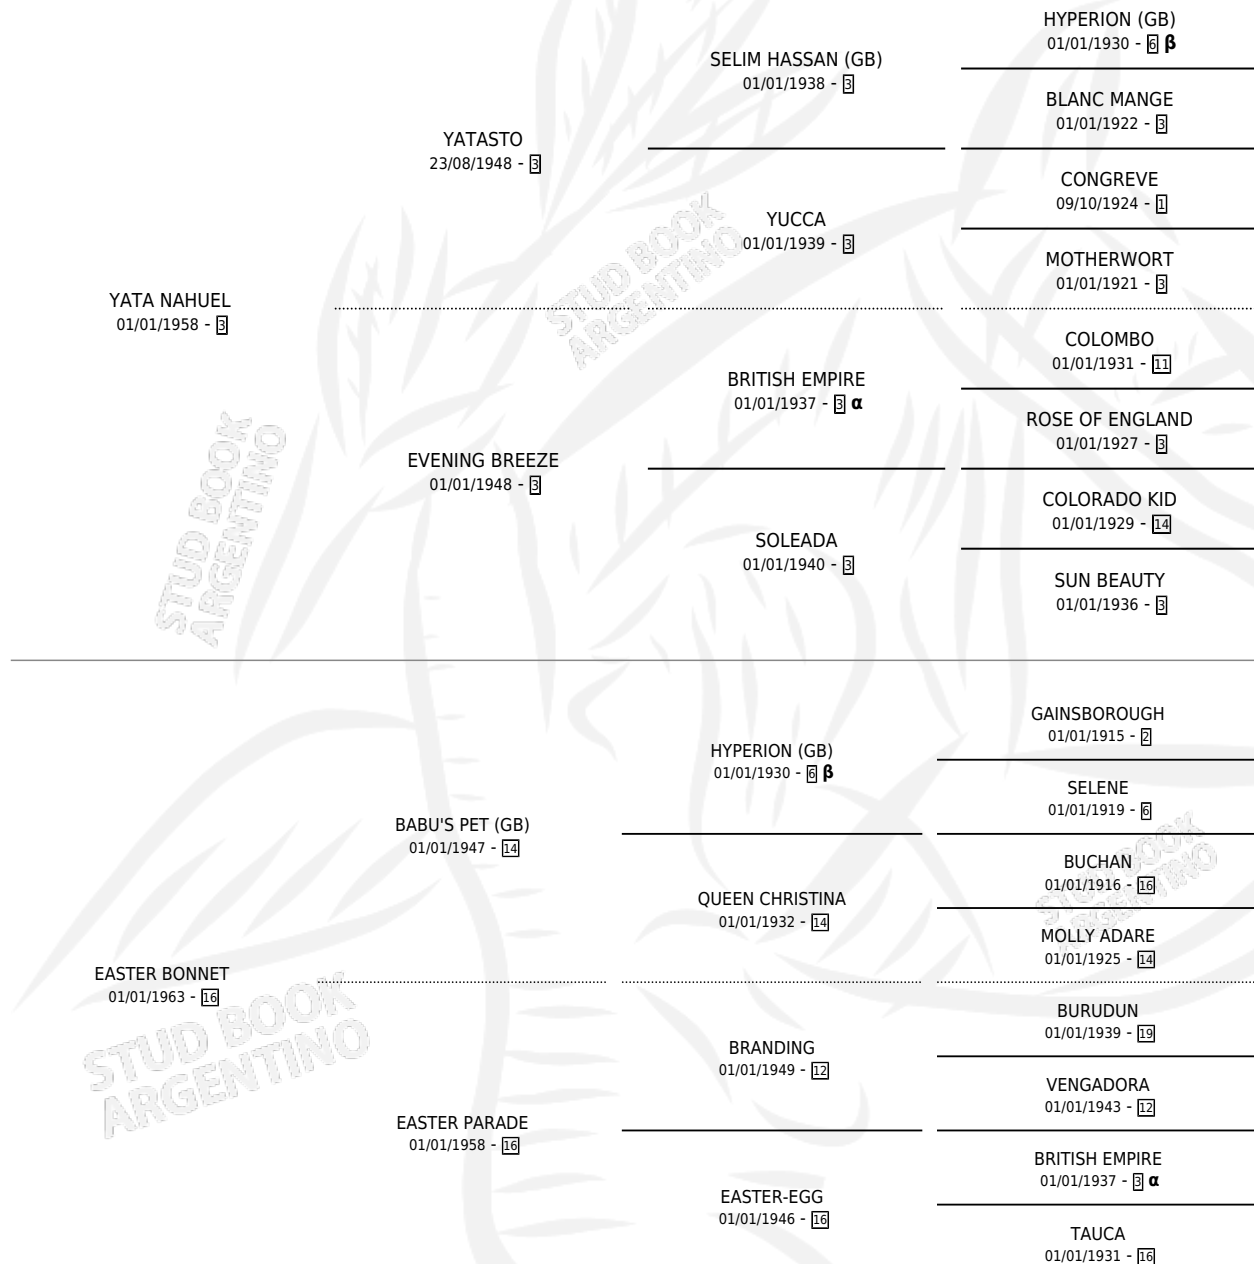 HYPERION (GB)
01/01/1930 - 6 β
SELIM HASSAN (GB)
01/01/1938 - 3
BLANC MANGE
01/01/1922 - 3
YATASTO
23/08/1948 - 3
CONGREVE
09/10/1924 - 1
YUCCA
01/01/1939 - 3
MOTHERWORT
01/01/1921 - 3
YATA NAHUEL
01/01/1958 - 3
COLOMBO
01/01/1931 - 11
BRITISH EMPIRE
01/01/1937 - 3 α
ROSE OF ENGLAND
01/01/1927 - 3
EVENING BREEZE
01/01/1948 - 3
COLORADO KID
01/01/1929 - 14
SOLEADA
01/01/1940 - 3
SUN BEAUTY
01/01/1936 - 3
GAINSBOROUGH
01/01/1915 - 2
HYPERION (GB)
01/01/1930 - 6 β
SELENE
01/01/1919 - 6
BABU'S PET (GB)
01/01/1947 - 14
BUCHAN
01/01/1916 - 16
QUEEN CHRISTINA
01/01/1932 - 14
MOLLY ADARE
01/01/1925 - 14
EASTER BONNET
01/01/1963 - 16
BURUDUN
01/01/1939 - 19
BRANDING
01/01/1949 - 12
VENGADORA
01/01/1943 - 12
EASTER PARADE
01/01/1958 - 16
BRITISH EMPIRE
01/01/1937 - 3 α
EASTER-EGG
01/01/1946 - 16
TAUCA
01/01/1931 - 16
STUD BOOK
ARGENTINO
STUD BOOK
ARGENTINO
STUD BOOK
ARGENTINO
STUD BOOK
ARGENTINO